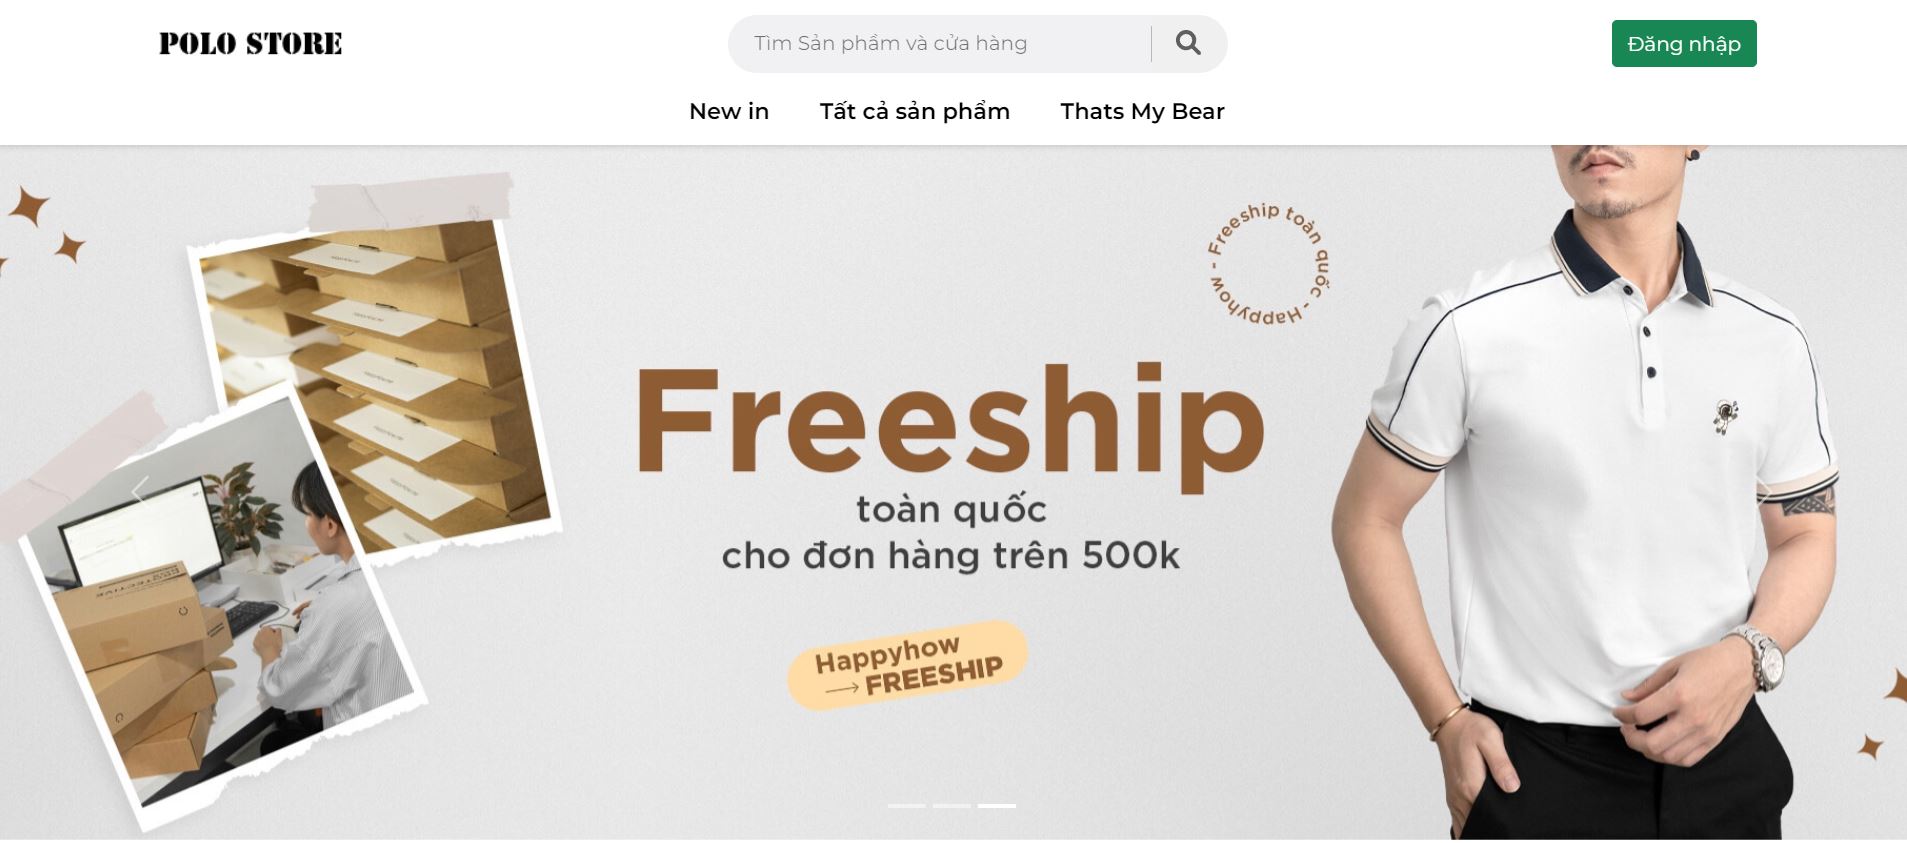 POLO STORE
Tìm Sản phẩm và cửa hàng
Đăng nhập
New in
Tất cả sản phẩm
Thats My Bear
Freeship toàn quốc - Happyhow -
Freeship
toàn quốc
cho đơn hàng trên 500k
Happyhow
FREESHIP